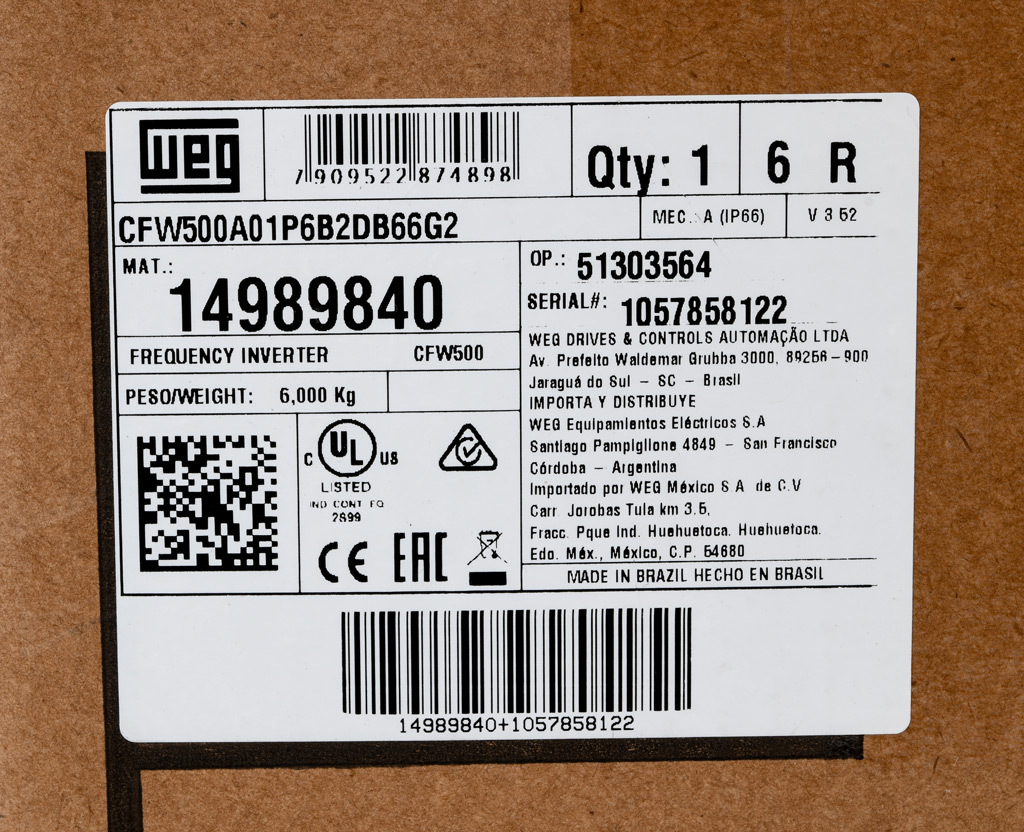 weg
7 909522 874898
Qty: 1
6 R
CFW500A01P6B2DB66G2
MEC.: A (IP66)
V 3 52
MAT.:
14989840
OP.: 51303564
SERIAL#: 1057858122
FREQUENCY INVERTER CFW500
PESO/WEIGHT: 6,000 Kg
WEG DRIVES & CONTROLS AUTOMAÇÃO LTDA
Av. Prefeito Waldemar Grubba 3000, 89256 - 900
Jaraguá do Sul - SC - Brasil
IMPORTA Y DISTRIBUYE
WEG Equipamientos Eléctricos S.A
Santiago Pampiglione 4849 - San Francisco
Córdoba - Argentina
Importado por WEG México S.A. de C.V
Carr. Jorobas Tula km 3.5,
Fracc. Pque Ind. Huehuetoca, Huehuetoca.
Edo. Méx., México, C.P. 54680
MADE IN BRAZIL HECHO EN BRASIL
C UL US
LISTED
IND CONT EQ
2S99
CE EAC
14989840+1057858122